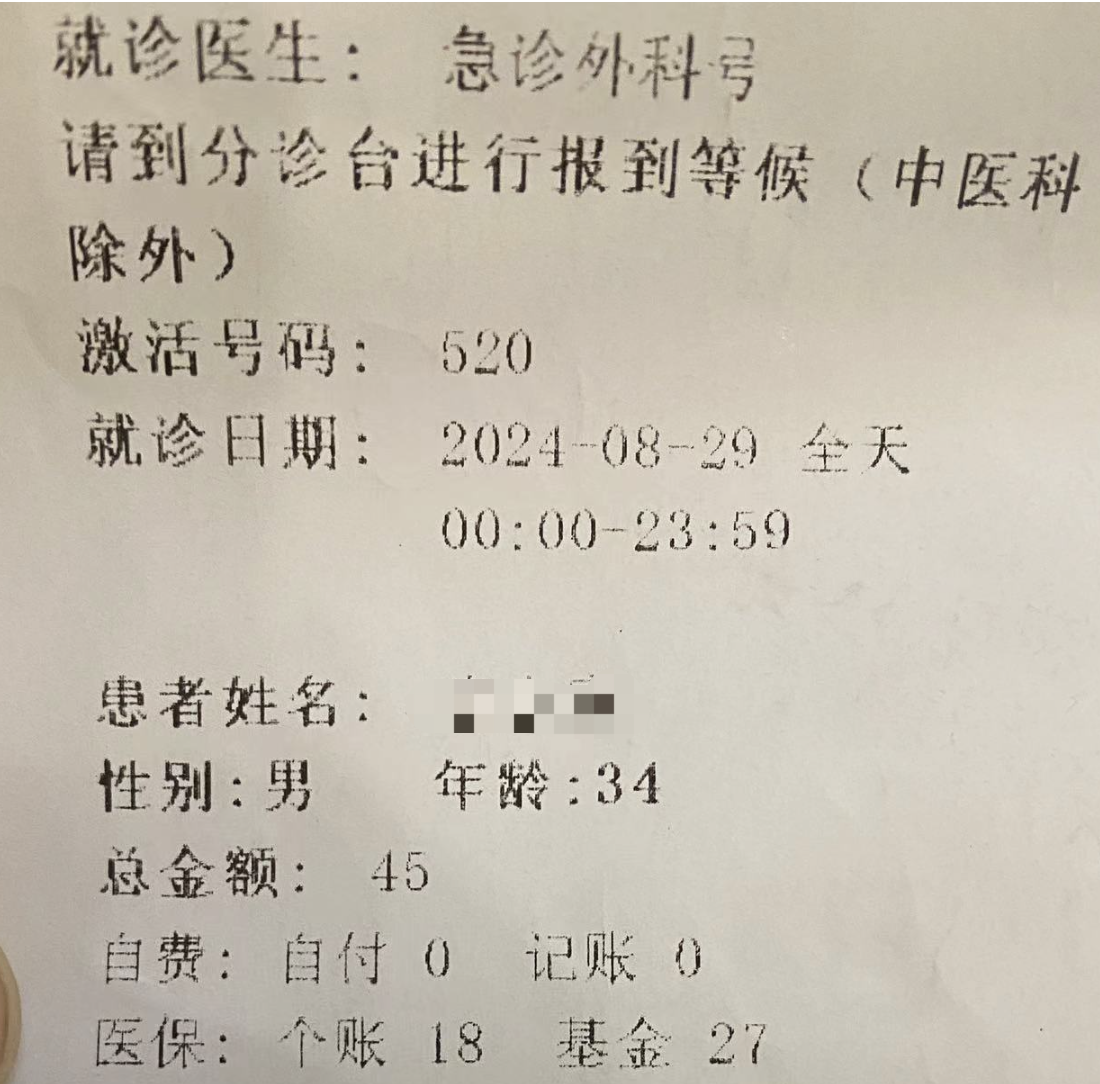 就诊医生: 急诊外科号
请到分诊台进行报到等候（中医科
除外）
激活号码: 520
就诊日期: 2024-08-29 全天
00:00-23:59
患者姓名:
性别:男 年龄:34
总金额: 45
自费: 自付 0 记账 0
医保: 个账 18 基金 27